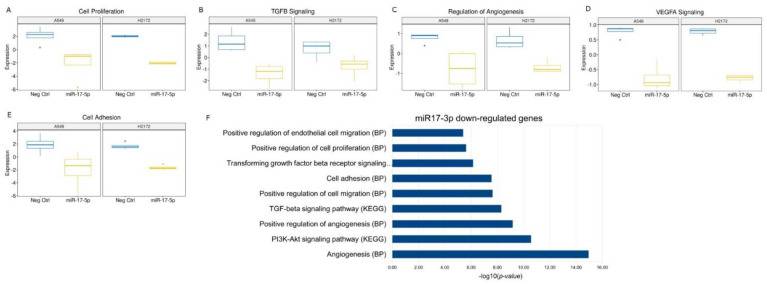 A
Cell Proliferation
A549
H2172
Expression
2
0
-2
-4
-6
Neg Ctrl
miR-17-5p
Neg Ctrl
miR-17-5p
B
TGFB Signaling
A549
H2172
Expression
2
1
0
-1
-2
Neg Ctrl
miR-17-5p
Neg Ctrl
miR-17-5p
C
Regulation of Angiogenesis
A549
H2172
Expression
1
0
-1
Neg Ctrl
miR-17-5p
Neg Ctrl
miR-17-5p
D
VEGFA Signaling
A549
H2172
Expression
1.0
0.5
0.0
-0.5
-1.0
Neg Ctrl
miR-17-5p
Neg Ctrl
miR-17-5p
E
Cell Adhesion
A549
H2172
Expression
4
2
0
-2
-4
-6
Neg Ctrl
miR-17-5p
Neg Ctrl
miR-17-5p
F
miR17-3p down-regulated genes
Positive regulation of endothelial cell migration (BP)
Positive regulation of cell proliferation (BP)
Transforming growth factor beta receptor signaling...
Cell adhesion (BP)
Positive regulation of cell migration (BP)
TGF-beta signaling pathway (KEGG)
Positive regulation of angiogenesis (BP)
PI3K-Akt signaling pathway (KEGG)
Angiogenesis (BP)
0.00 2.00 4.00 6.00 8.00 10.00 12.00 14.00 16.00
-log10(p-value)